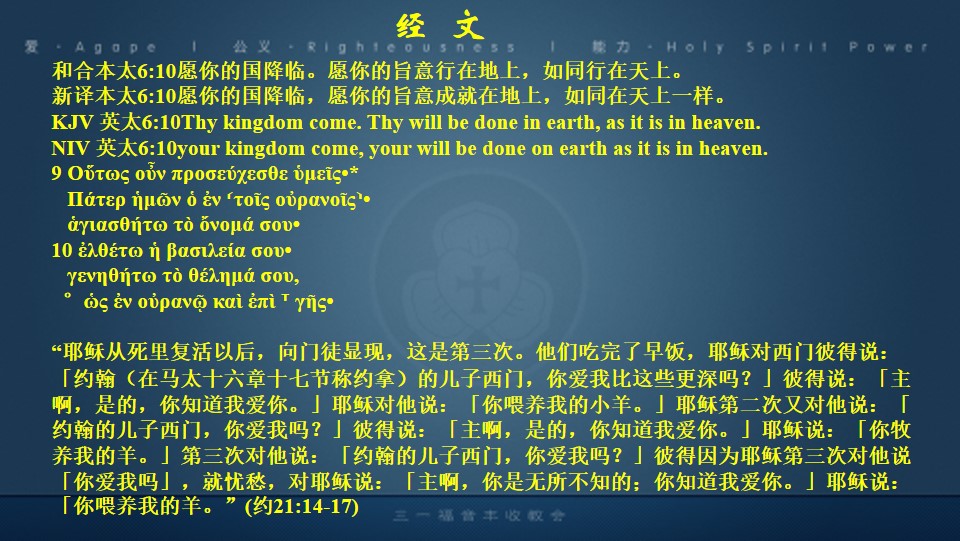 经 文
爱 · Agape | 公义 · Righteousness | 能力 · Holy Spirit Power
和合本太6:10愿你的国降临。愿你的旨意行在地上，如同行在天上。
新译本太6:10愿你的国降临，愿你的旨意成就在地上，如同在天上一样。
KJV 英太6:10Thy kingdom come. Thy will be done in earth, as it is in heaven.
NIV 英太6:10your kingdom come, your will be done on earth as it is in heaven.
9 Οὕτως οὖν προσεύχεσθε ὑμεῖς•*
Πάτερ ἡμῶν ὁ ἐν ⸂τοῖς οὐρανοῖς⸃•
ἁγιασθήτω τὸ ὄνομά σου•
10 ἐλθέτω ἡ βασιλεία σου•
γενηθήτω τὸ θέλημά σου,
° ὡς ἐν οὐρανῷ καὶ ἐπὶ ⸆ γῆς•
“耶稣从死里复活以后，向门徒显现，这是第三次。他们吃完了早饭，耶稣对西门彼得说：
「约翰（在马太十六章十七节称约拿）的儿子西门，你爱我比这些更深吗？」彼得说：「主
啊，是的，你知道我爱你。」耶稣对他说：「你喂养我的小羊。」耶稣第二次又对他说：「
约翰的儿子西门，你爱我吗？」彼得说：「主啊，是的，你知道我爱你。」耶稣说：「你牧
养我的羊。」第三次对他说：「约翰的儿子西门，你爱我吗？」彼得因为耶稣第三次对他说
「你爱我吗」，就忧愁，对耶稣说：「主啊，你是无所不知的；你知道我爱你。」耶稣说：
「你喂养我的羊。”(约21:14-17)
三一福音丰收教会